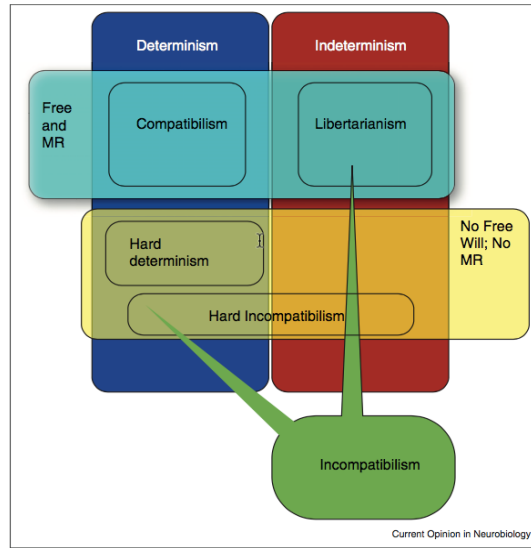 Determinism
Indeterminism
Free
and
MR
Compatibilism
Libertarianism
No Free
Will; No
MR
Hard
determinism
Hard Incompatibilism
Incompatibilism
Current Opinion in Neurobiology